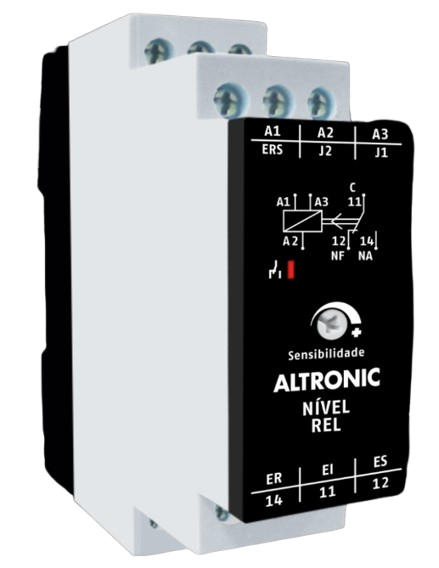 A1 A2 A3
ERS J2 J1
C
A1 A3 11
A2 12 14
NF NA
+
Sensibilidade
ALTRONIC
NÍVEL
REL
ER EI ES
14 11 12